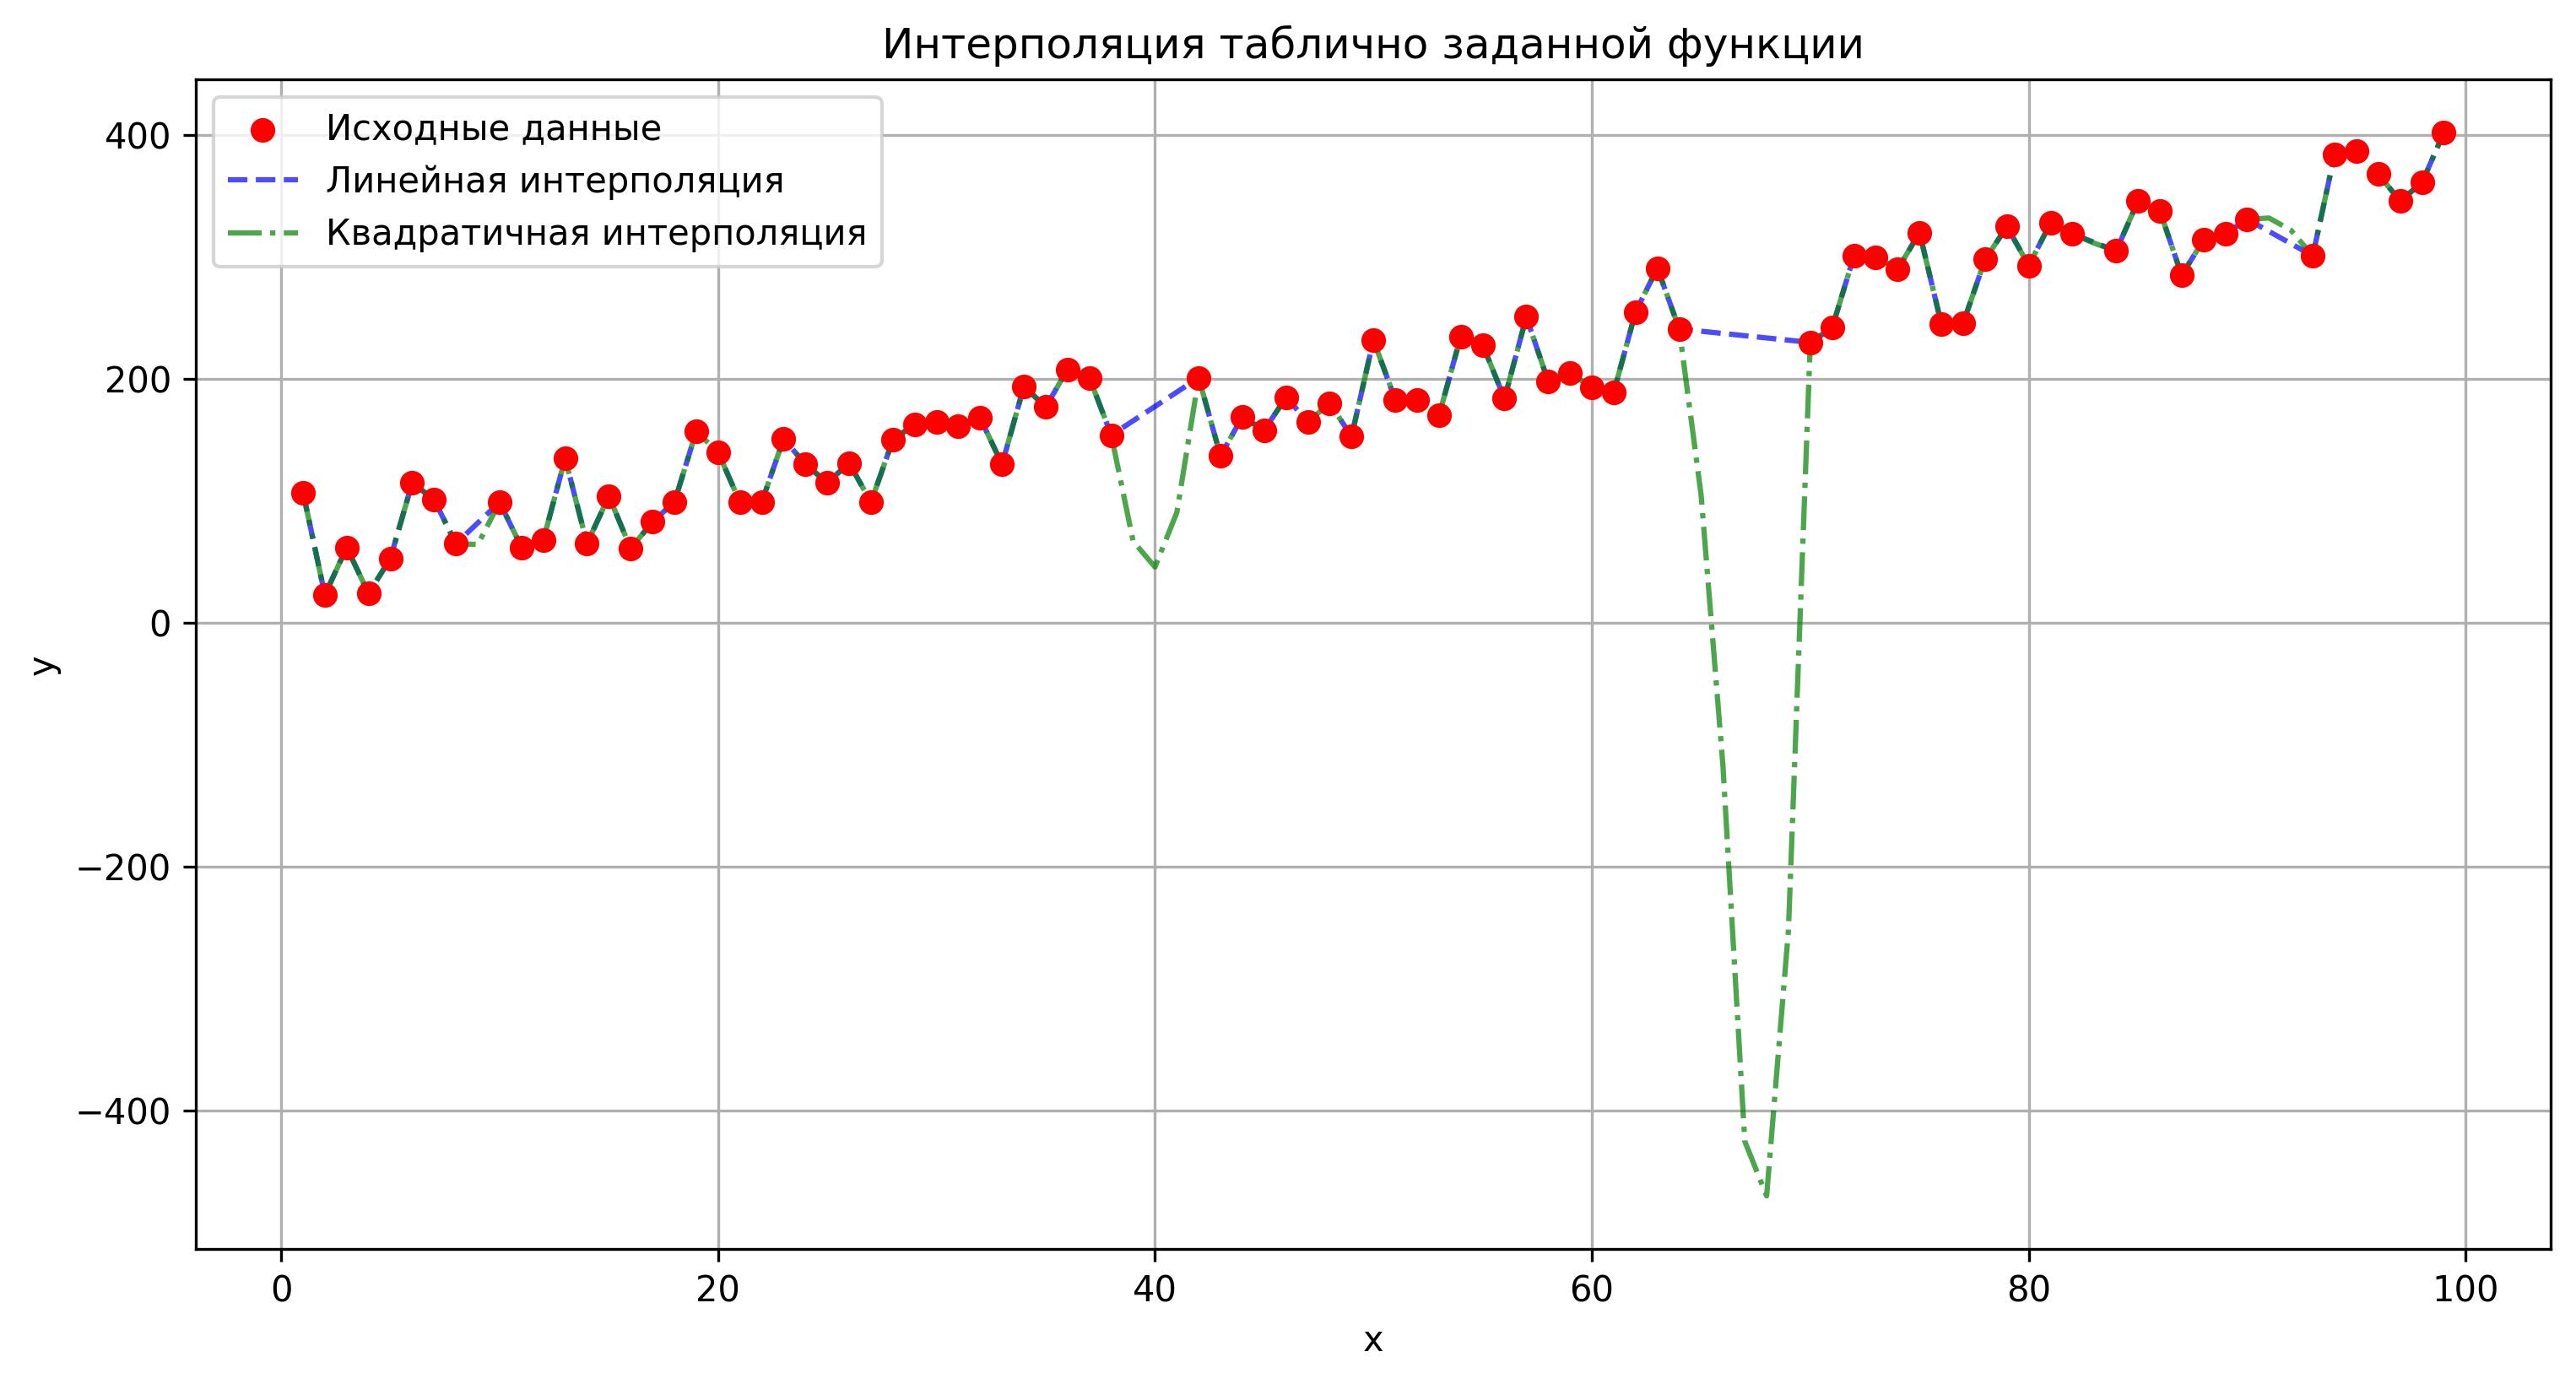 Интерполяция таблично заданной функции
Исходные данные
Линейная интерполяция
Квадратичная интерполяция
400
200
0
−200
−400
y
0 20 40 60 80 100
x